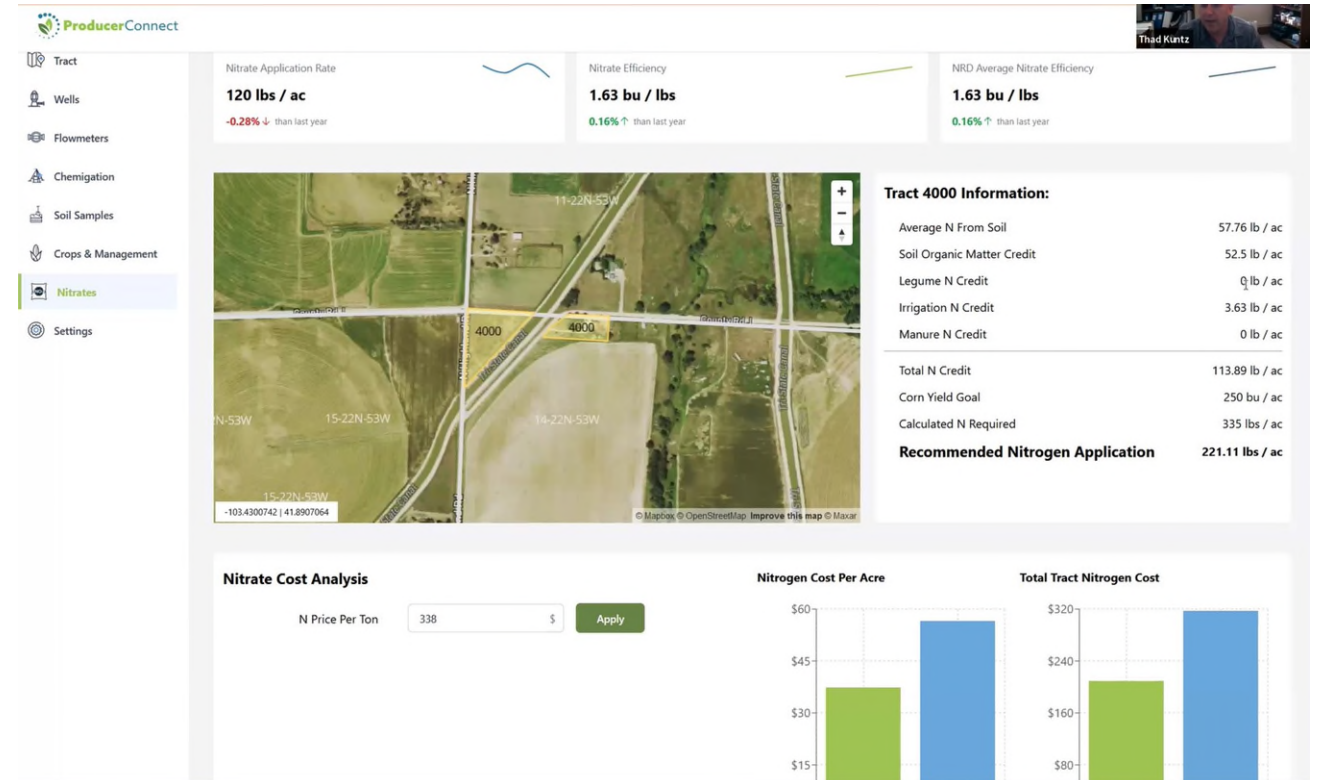 ProducerConnect
Thad Kuntz
Tract
Wells
Flowmeters
Chemigation
Soil Samples
Crops & Management
Nitrates
Settings
Nitrate Application Rate
120 lbs / ac
-0.28% ↓ than last year
Nitrate Efficiency
1.63 bu / lbs
0.16% ↑ than last year
NRD Average Nitrate Efficiency
1.63 bu / lbs
0.16% ↑ than last year
11-22N-53W
4000
4000
County Rd J
Tri-State Canal
Tri-State Canal
N-53W
15-22N-53W
14-22N-53W
15-22N-53W
-103.4300742 | 41.8907064
© Mapbox © OpenStreetMap Improve this map © Maxar
+
−
Tract 4000 Information:
Average N From Soil 57.76 lb / ac
Soil Organic Matter Credit 52.5 lb / ac
Legume N Credit 0 lb / ac
Irrigation N Credit 3.63 lb / ac
Manure N Credit 0 lb / ac
Total N Credit 113.89 lb / ac
Corn Yield Goal 250 bu / ac
Calculated N Required 335 lbs / ac
Recommended Nitrogen Application 221.11 lbs / ac
Nitrate Cost Analysis
N Price Per Ton 338 $ Apply
Nitrogen Cost Per Acre
$60
$45
$30
$15
Total Tract Nitrogen Cost
$320
$240
$160
$80